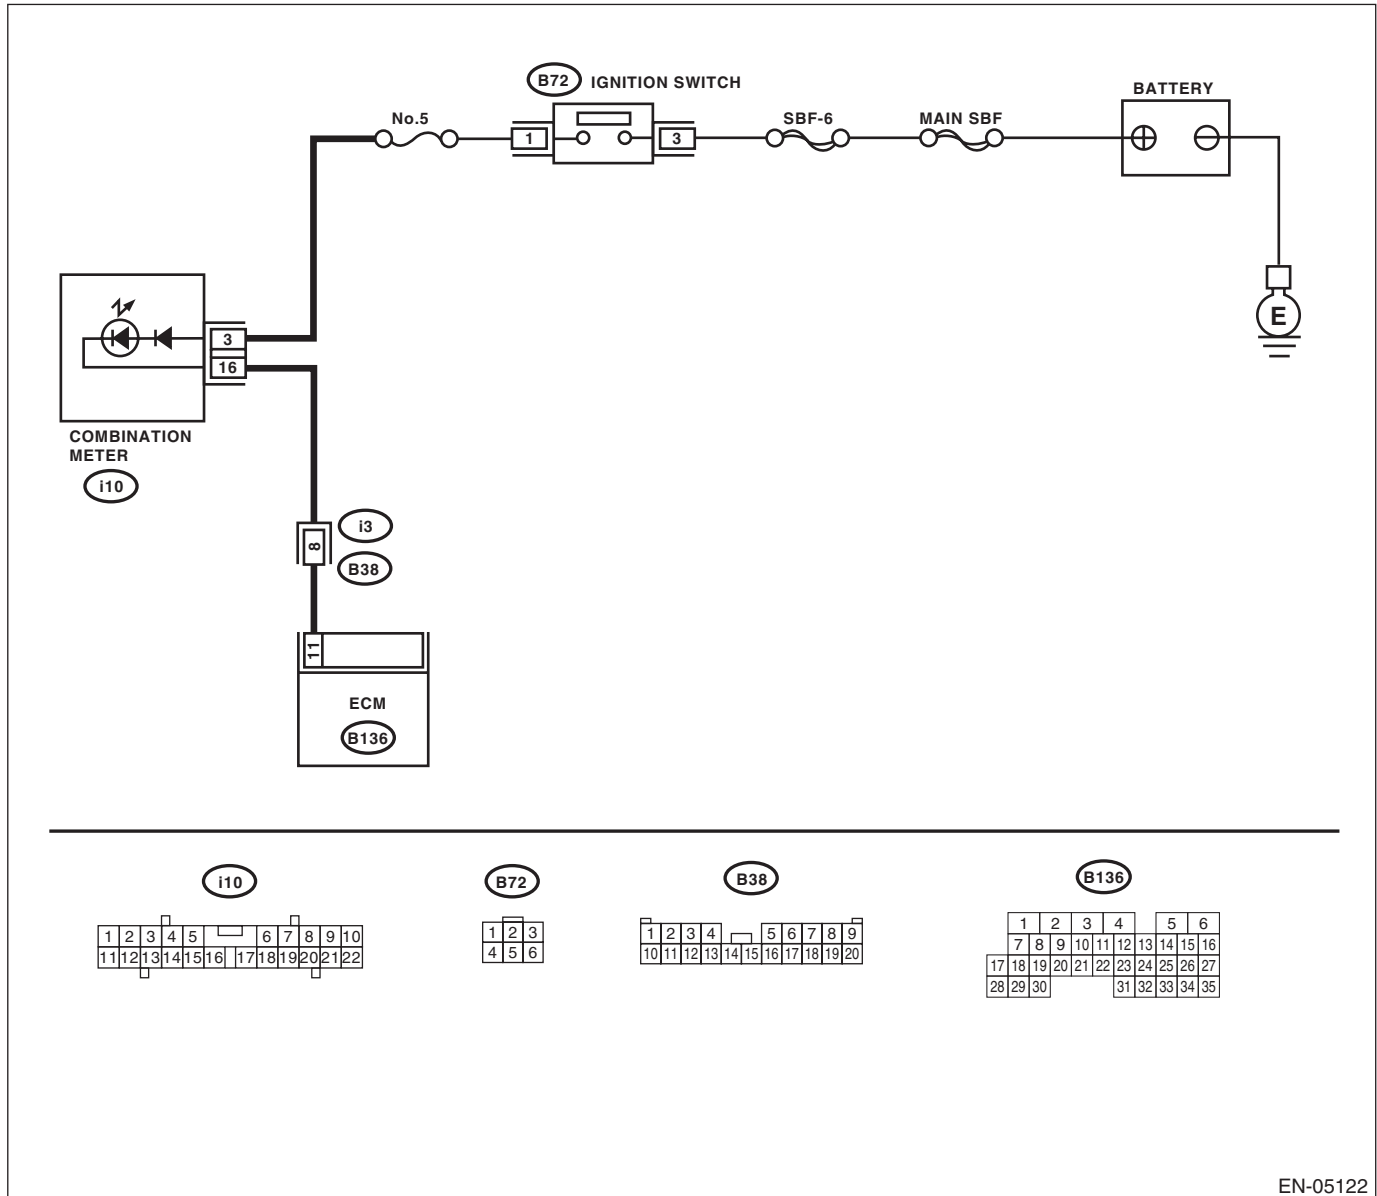 B72 IGNITION SWITCH
BATTERY
No.5
SBF-6
MAIN SBF
1
3
E
3
16
COMBINATION
METER
i10
8
i3
B38
11
ECM
B136
i10
B72
B38
B136
1 2 3 4 5 6 7 8 9 10
11 12 13 14 15 16 17 18 19 20 21 22
1 2 3
4 5 6
1 2 3 4 5 6 7 8 9
10 11 12 13 14 15 16 17 18 19 20
1 2 3 4 5 6
7 8 9 10 11 12 13 14 15 16
17 18 19 20 21 22 23 24 25 26 27
28 29 30 31 32 33 34 35
EN-05122